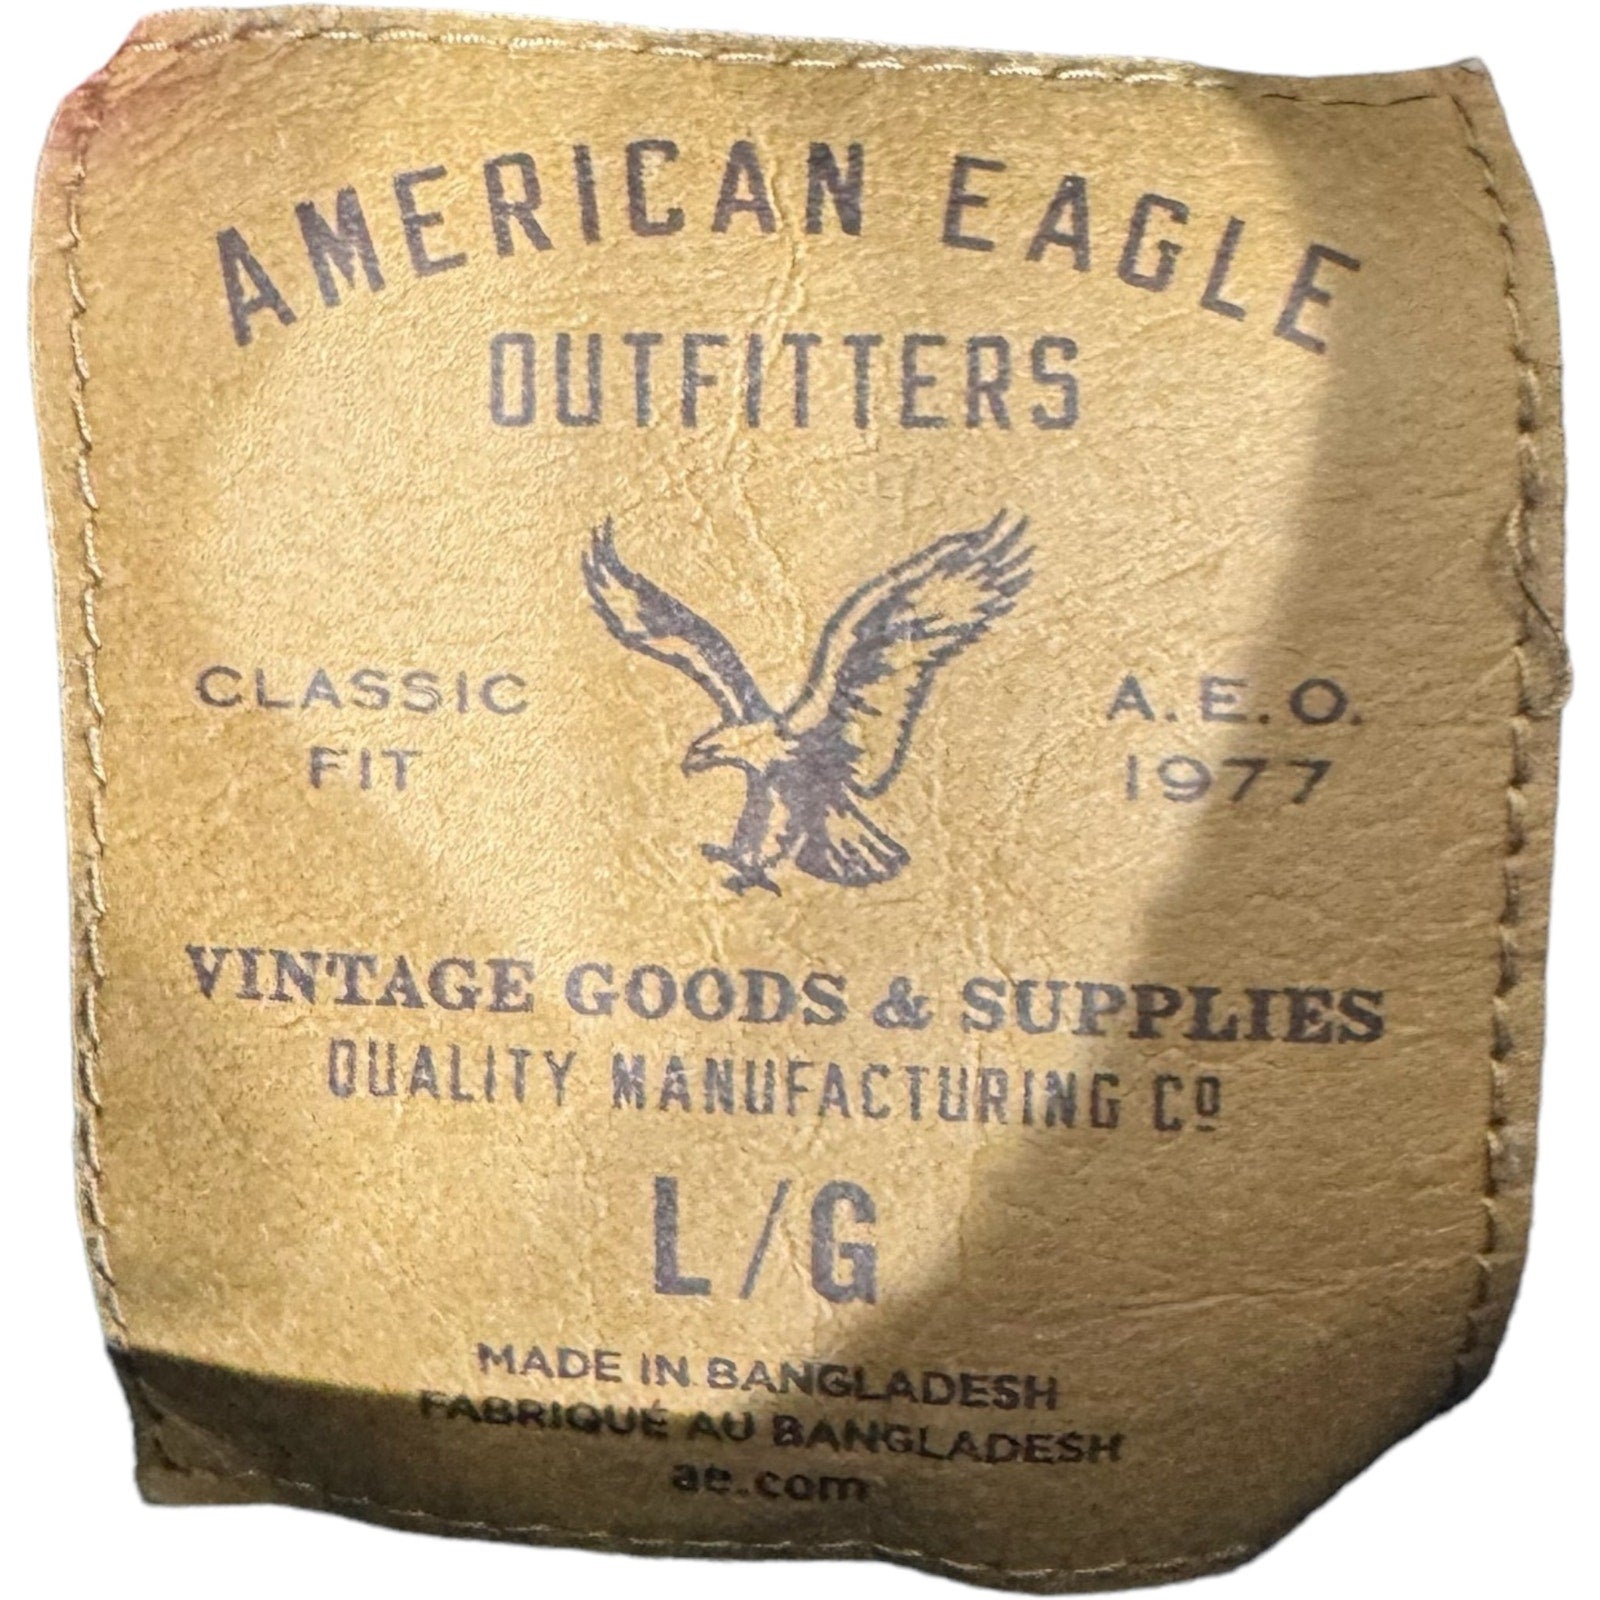 AMERICAN EAGLE
OUTFITTERS
CLASSIC
FIT
A.E.O.
1977
VINTAGE GOODS & SUPPLIES
QUALITY MANUFACTURING Cº
L/G
MADE IN BANGLADESH
FABRIQUÉ AU BANGLADESH
ae.com